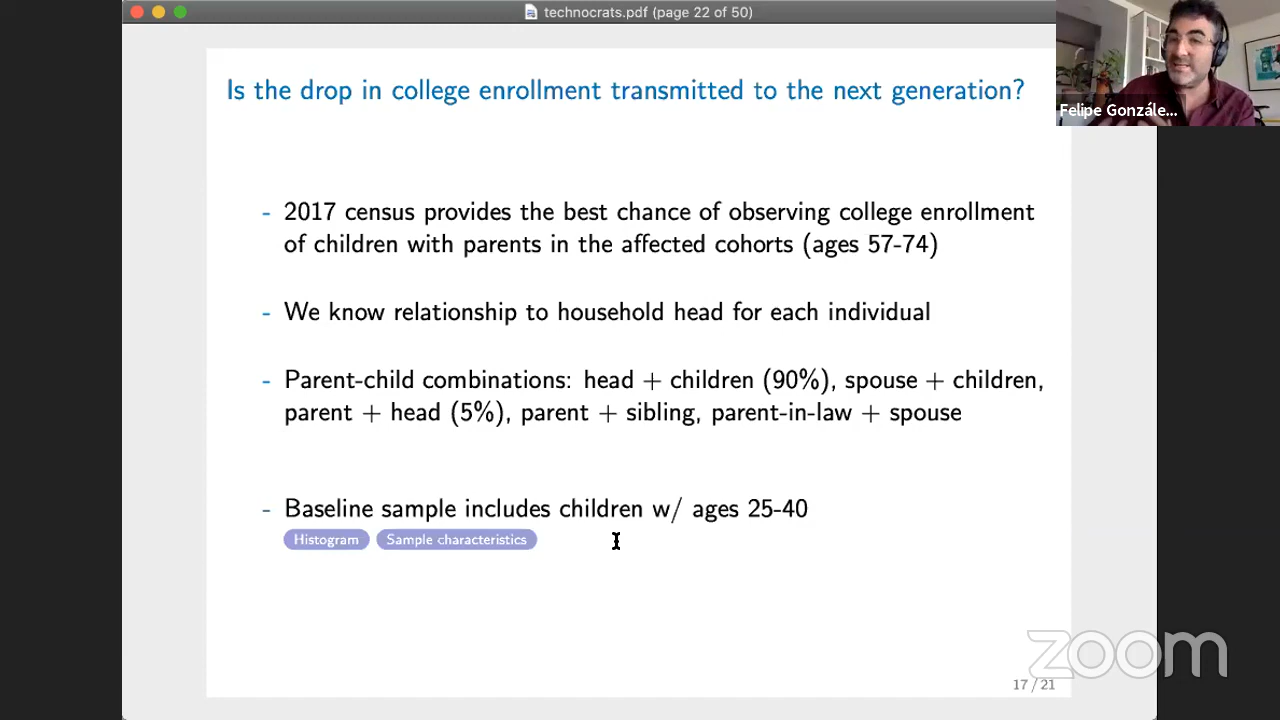 technocrats.pdf (page 22 of 50)
Is the drop in college enrollment transmitted to the next generation?
Felipe Gonzále...
- 2017 census provides the best chance of observing college enrollment
of children with parents in the affected cohorts (ages 57-74)
- We know relationship to household head for each individual
- Parent-child combinations: head + children (90%), spouse + children,
parent + head (5%), parent + sibling, parent-in-law + spouse
- Baseline sample includes children w/ ages 25-40
Histogram Sample characteristics
zoom
17/21